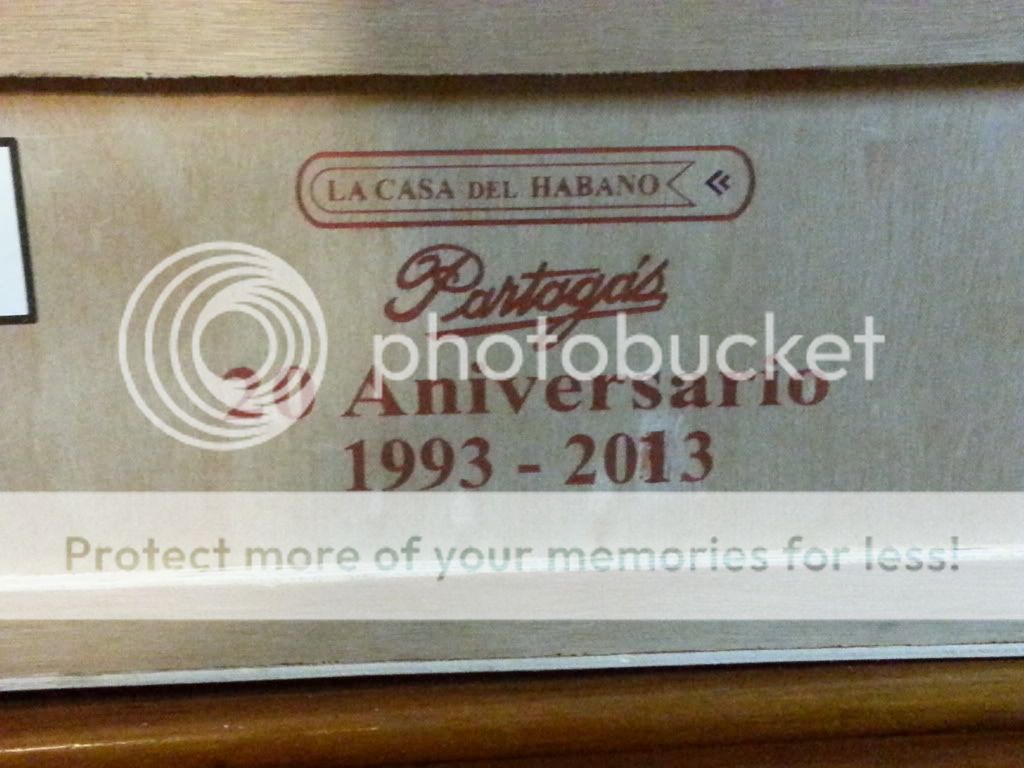 LA CASA DEL HABANO
Partagás
photobucket
20 Aniversario
1993 - 2013
Protect more of your memories for less!